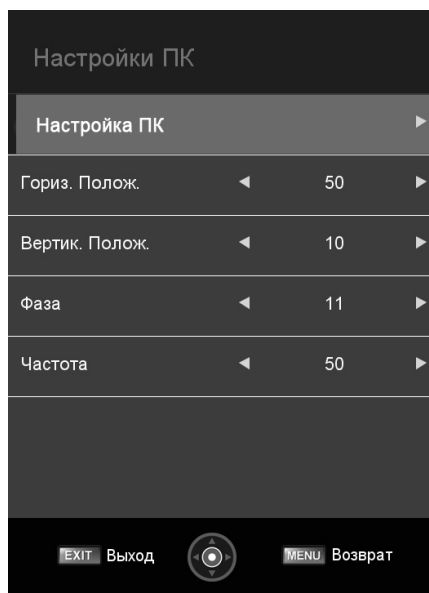 Настройки ПК
Настройка ПК
Гориз. Полож. 50
Вертик. Полож. 10
Фаза 11
Частота 50
EXIT Выход MENU Возврат